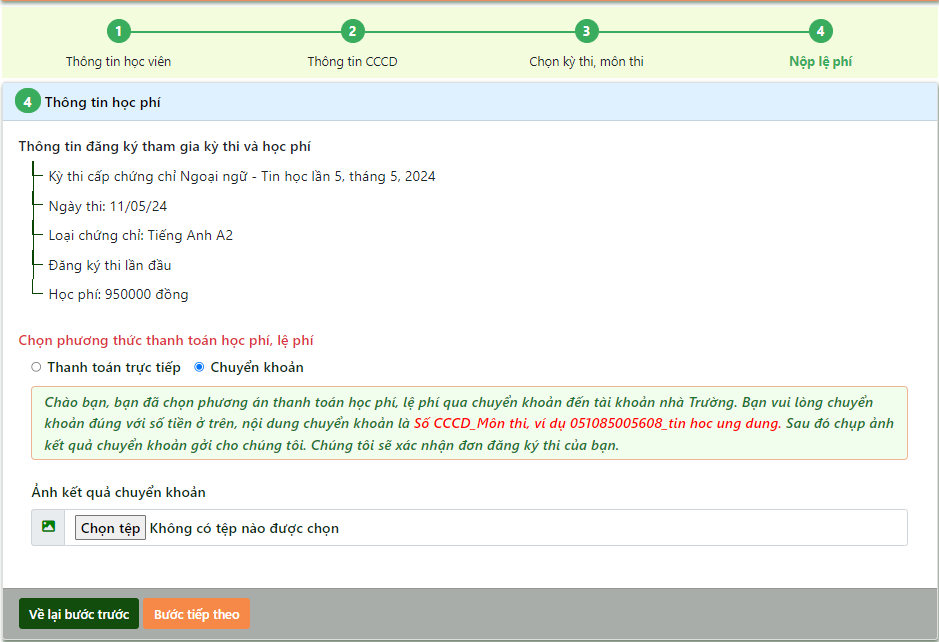 1 2 3 4
Thông tin học viên Thông tin CCCD Chọn kỳ thi, môn thi Nộp lệ phí
4 Thông tin học phí
Thông tin đăng ký tham gia kỳ thi và học phí
Kỳ thi cấp chứng chỉ Ngoại ngữ - Tin học lần 5, tháng 5, 2024
Ngày thi: 11/05/24
Loại chứng chỉ: Tiếng Anh A2
Đăng ký thi lần đầu
Học phí: 950000 đồng
Chọn phương thức thanh toán học phí, lệ phí
Thanh toán trực tiếp Chuyển khoản
Chào bạn, bạn đã chọn phương án thanh toán học phí, lệ phí qua chuyển khoản đến tài khoản nhà Trường. Bạn vui lòng chuyển
khoản đúng với số tiền ở trên, nội dung chuyển khoản là Số CCCD_Môn thi, ví dụ 051085005608_tin hoc ung dung. Sau đó chụp ảnh
kết quả chuyển khoản gởi cho chúng tôi. Chúng tôi sẽ xác nhận đơn đăng ký thi của bạn.
Ảnh kết quả chuyển khoản
Chọn tệp Không có tệp nào được chọn
Về lại bước trước Bước tiếp theo